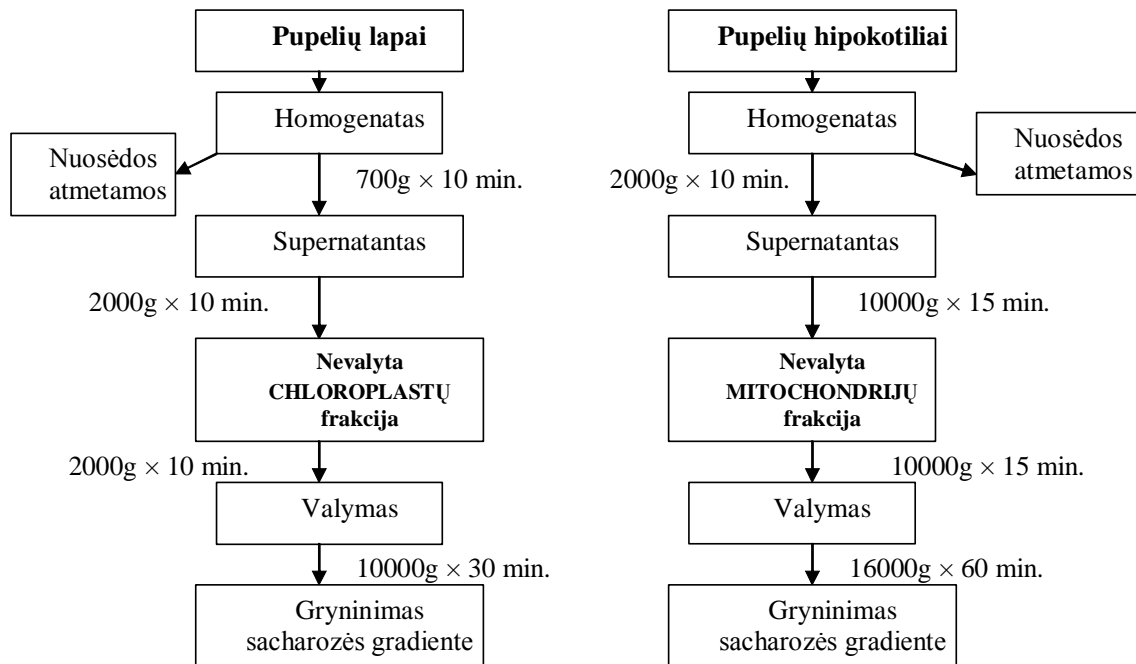 Pupelių lapai
Homogenatas
Nuosėdos
atmetamos
700g × 10 min.
Supernatantas
2000g × 10 min.
Nevalyta
CHLOROPLASTŲ
frakcija
2000g × 10 min.
Valymas
10000g × 30 min.
Gryninimas
sacharozės gradiente
Pupelių hipokotiliai
Homogenatas
Nuosėdos
atmetamos
2000g × 10 min.
Supernatantas
10000g × 15 min.
Nevalyta
MITOCHONDRIJŲ
frakcija
10000g × 15 min.
Valymas
16000g × 60 min.
Gryninimas
sacharozės gradiente